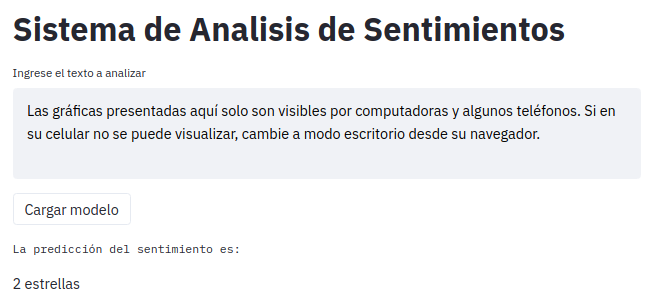 Sistema de Analisis de Sentimientos
Ingrese el texto a analizar
Las gráficas presentadas aquí solo son visibles por computadoras y algunos teléfonos. Si en
su celular no se puede visualizar, cambie a modo escritorio desde su navegador.
Cargar modelo
La predicción del sentimiento es:
2 estrellas